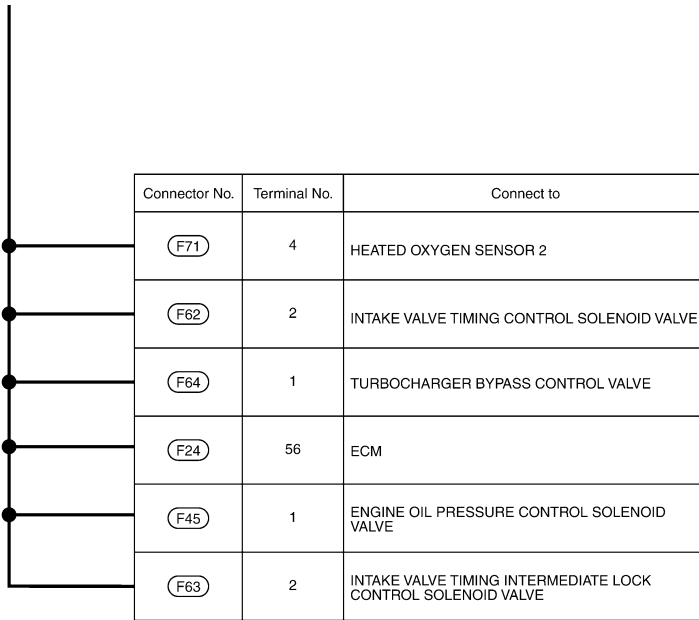 Connector No. Terminal No. Connect to
F71 4 HEATED OXYGEN SENSOR 2
F62 2 INTAKE VALVE TIMING CONTROL SOLENOID VALVE
F64 1 TURBOCHARGER BYPASS CONTROL VALVE
F24 56 ECM
F45 1 ENGINE OIL PRESSURE CONTROL SOLENOID
VALVE
F63 2 INTAKE VALVE TIMING INTERMEDIATE LOCK
CONTROL SOLENOID VALVE